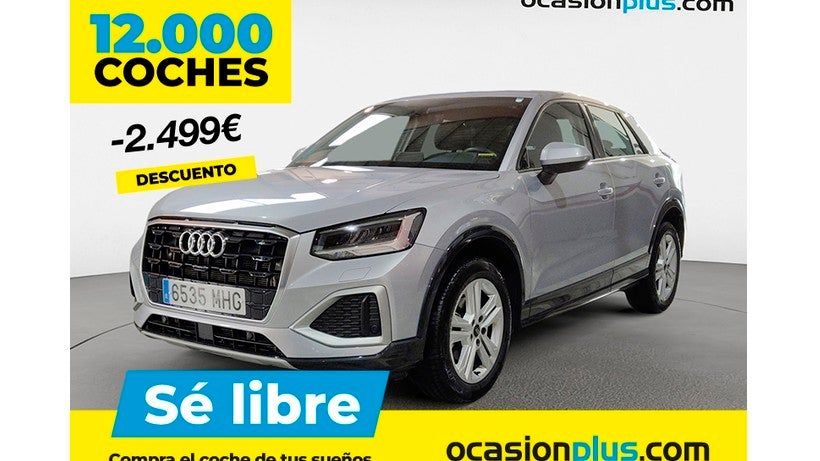 ocasionplus.com
12.000
COCHES
-2.499€
DESCUENTO
6535 MHG
Sé libre
Compra el coche de tus sueños
ocasionplus.com